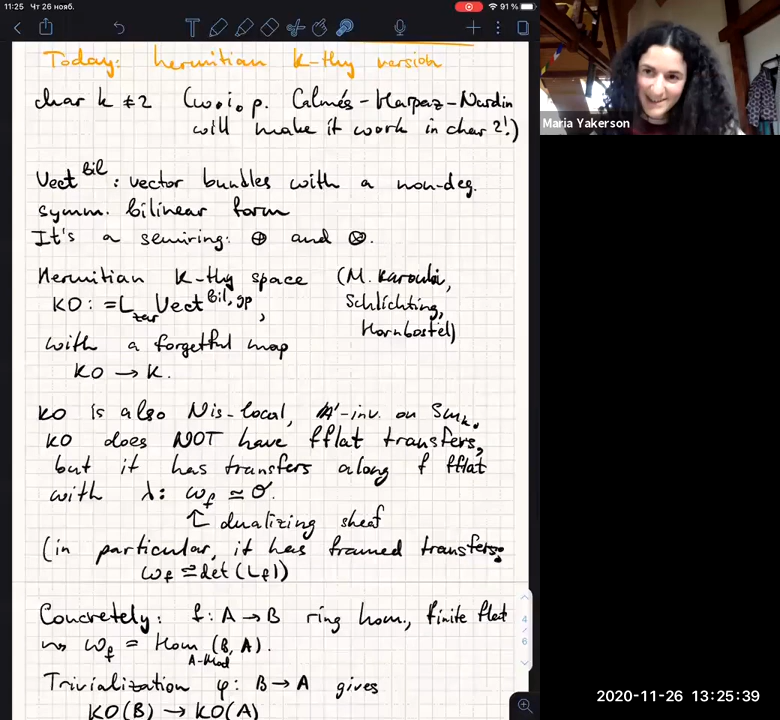 11:25 Чт 26 нояб.
91 %
Today: hermitian K-thy version
char k ≠ 2 (w.i.p. Calmés-Harpaz-Nardin
will make it work in char 2!)
Vect^Bil : vector bundles with a non-deg.
symm. bilinear form
It's a semiring: ⊕ and ⊗.
Hermitian K-thy space (M. Karoubi,
KO := L_zar Vect^Bil, gp, Schlichting,
Hornbostel)
with a forgetful map
KO → K.
KO is also Nis-local, A¹-inv. on Sm_k.
KO does NOT have fflat transfers,
but it has transfers along f fflat
with λ: ω_f ≃ O.
↑ dualizing sheaf
(in particular, it has framed transfers:
ω_f ≃ det (L_f))
Concretely: f: A → B ring hom., finite flat
⇝ ω_f = Hom_A-Mod (B, A).
Trivialization φ: B → A gives
KO(B) → KO(A)
4
6
Maria Yakerson
2020-11-26 13:25:39